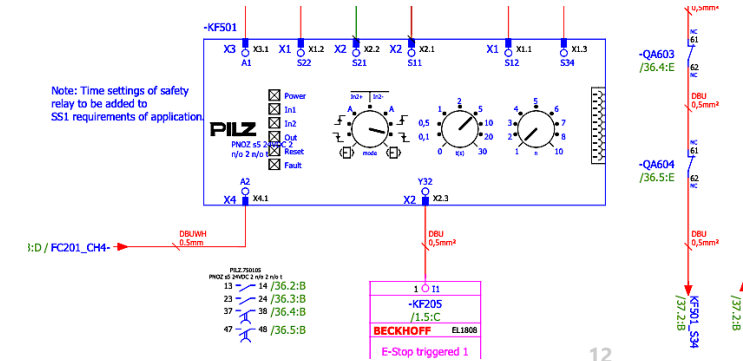 0,5mm²
-KF501
X3 X3.1 X1 X1.2 X2 X2.2 X2 X2.1 X1 X1.1 X1.3
A1 S22 S21 S11 S12 S34
Note: Time settings of safety
relay to be added to
SS1 requirements of application.
Power
In1
In2
Out
Reset
Fault
PILZ
PNOZ s5 24VDC 2
n/o 2 n/o t
In2+ In2-
A A
mode
0 0,1 0,5 1 2 5 10 20 30
t(s)
1 2 3 4 5 6 7 8 10
n
A2
X4 X4.1
Y32
X2 X2.3
NC
61
-QA603
/36.4:E
62
NC
DBU
0,5mm²
NC
61
-QA604
/36.5:E
62
NC
DBU
0,5mm²
KF501_S34
/37.2:B
/37.2:B
:D / FC201_CH4-
DBUWH
0.5mm
DBU
0,5mm²
PILZ.750105
PNOZ s5 24VDC 2 n/o 2 n/o t
13 14 /36.2:B
23 24 /36.3:B
37 38 /36.4:B
47 48 /36.5:B
1 I1
-KF205
/1.5:C
BECKHOFF EL1808
E-Stop triggered 1
12